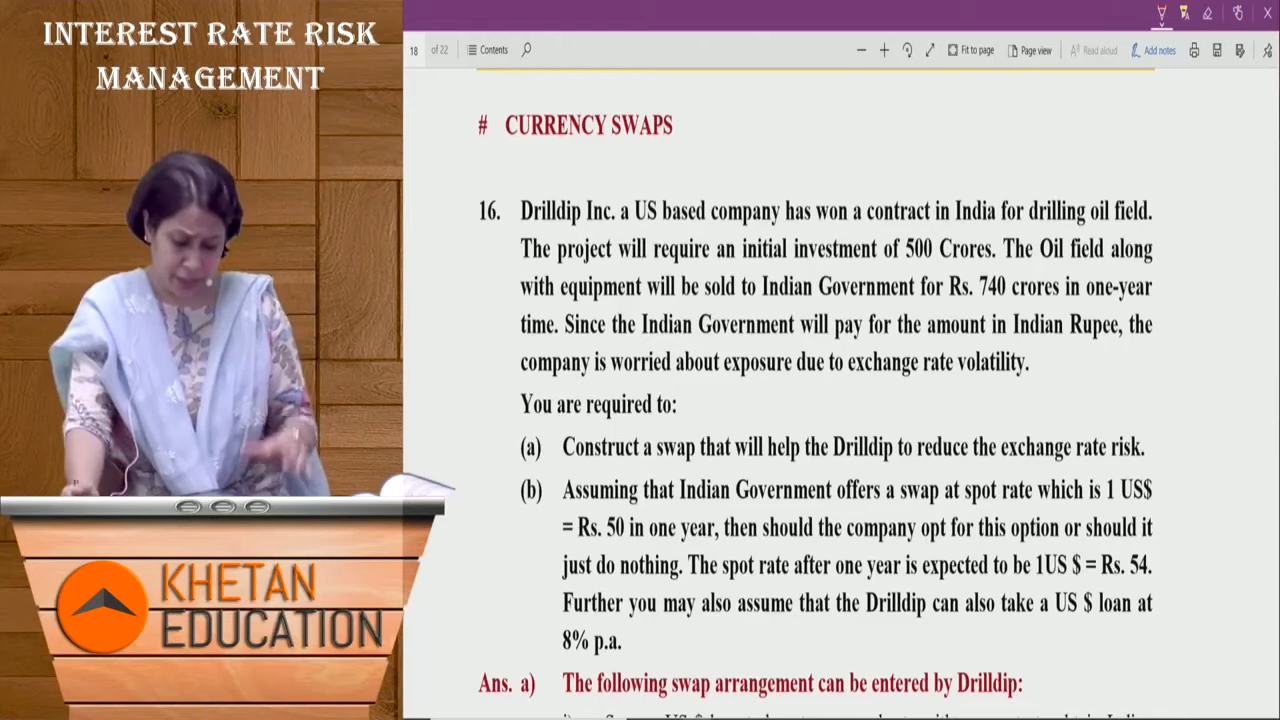 INTEREST RATE RISK
MANAGEMENT
18 of 22
Contents
Fit to page
Page view
Read aloud
Add notes
# CURRENCY SWAPS
16. Drilldip Inc. a US based company has won a contract in India for drilling oil field.
The project will require an initial investment of 500 Crores. The Oil field along
with equipment will be sold to Indian Government for Rs. 740 crores in one-year
time. Since the Indian Government will pay for the amount in Indian Rupee, the
company is worried about exposure due to exchange rate volatility.
You are required to:
(a) Construct a swap that will help the Drilldip to reduce the exchange rate risk.
(b) Assuming that Indian Government offers a swap at spot rate which is 1 US$
= Rs. 50 in one year, then should the company opt for this option or should it
just do nothing. The spot rate after one year is expected to be 1US $ = Rs. 54.
Further you may also assume that the Drilldip can also take a US $ loan at
8% p.a.
Ans. a) The following swap arrangement can be entered by Drilldip:
KHETAN
EDUCATION